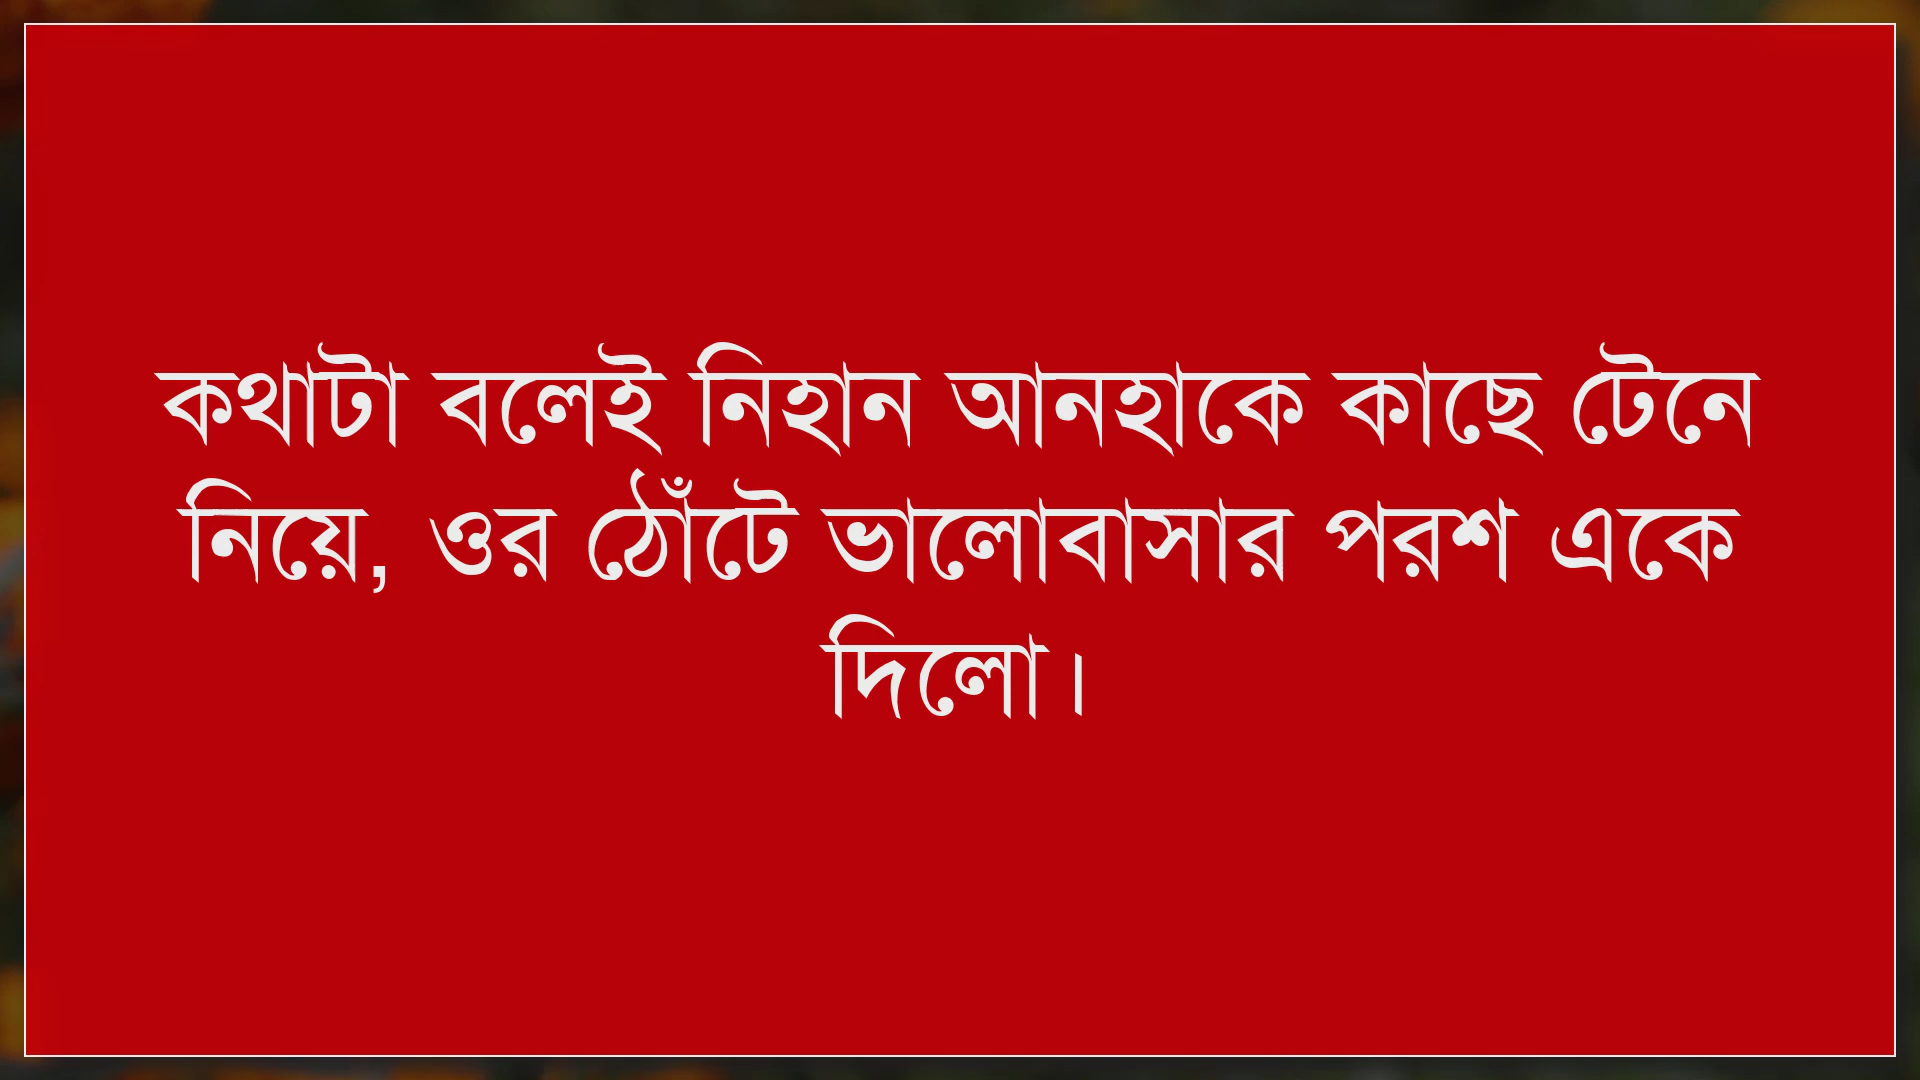 কথাটা বলেই নিহান আনহাকে কাছে টেনে
নিয়ে, ওর ঠোঁটে ভালোবাসার পরশ একে
দিলো।